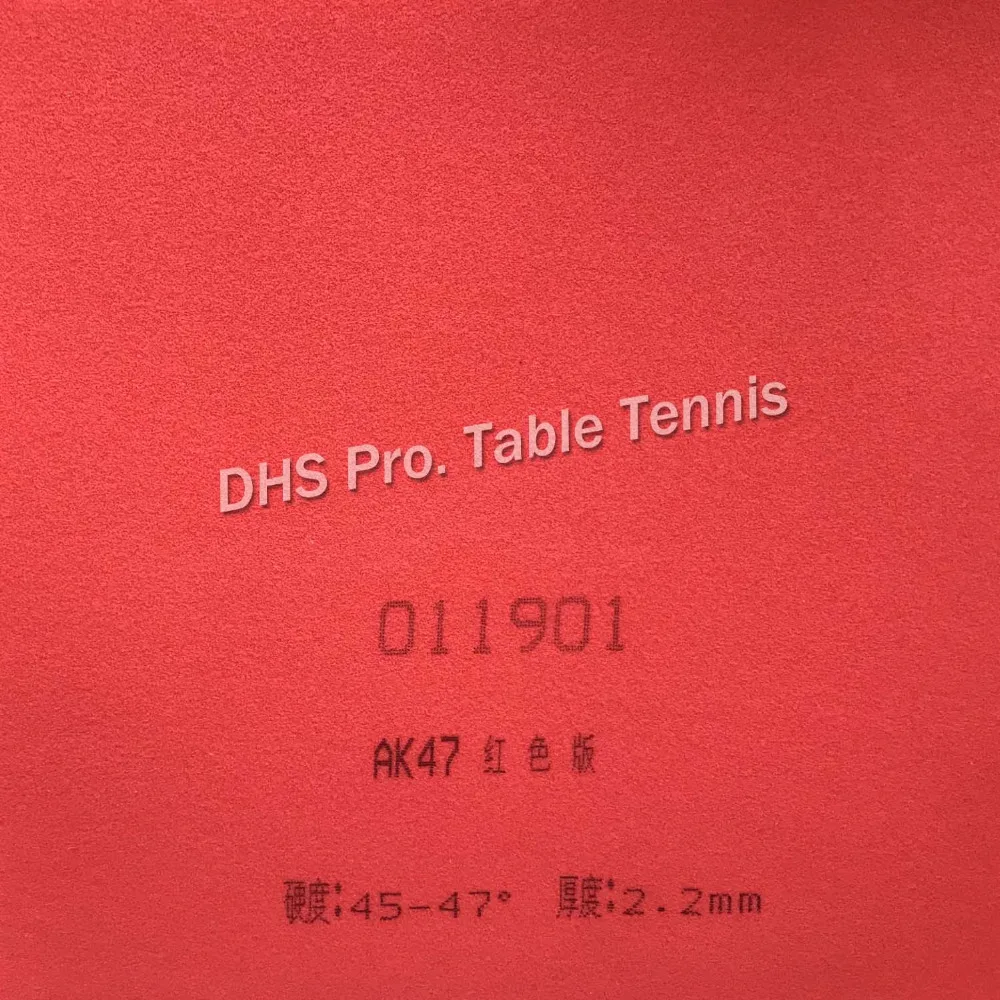 DHS Pro. Table Tennis
011901
AK47 红色版
硬度:45-47° 厚度:2.2mm